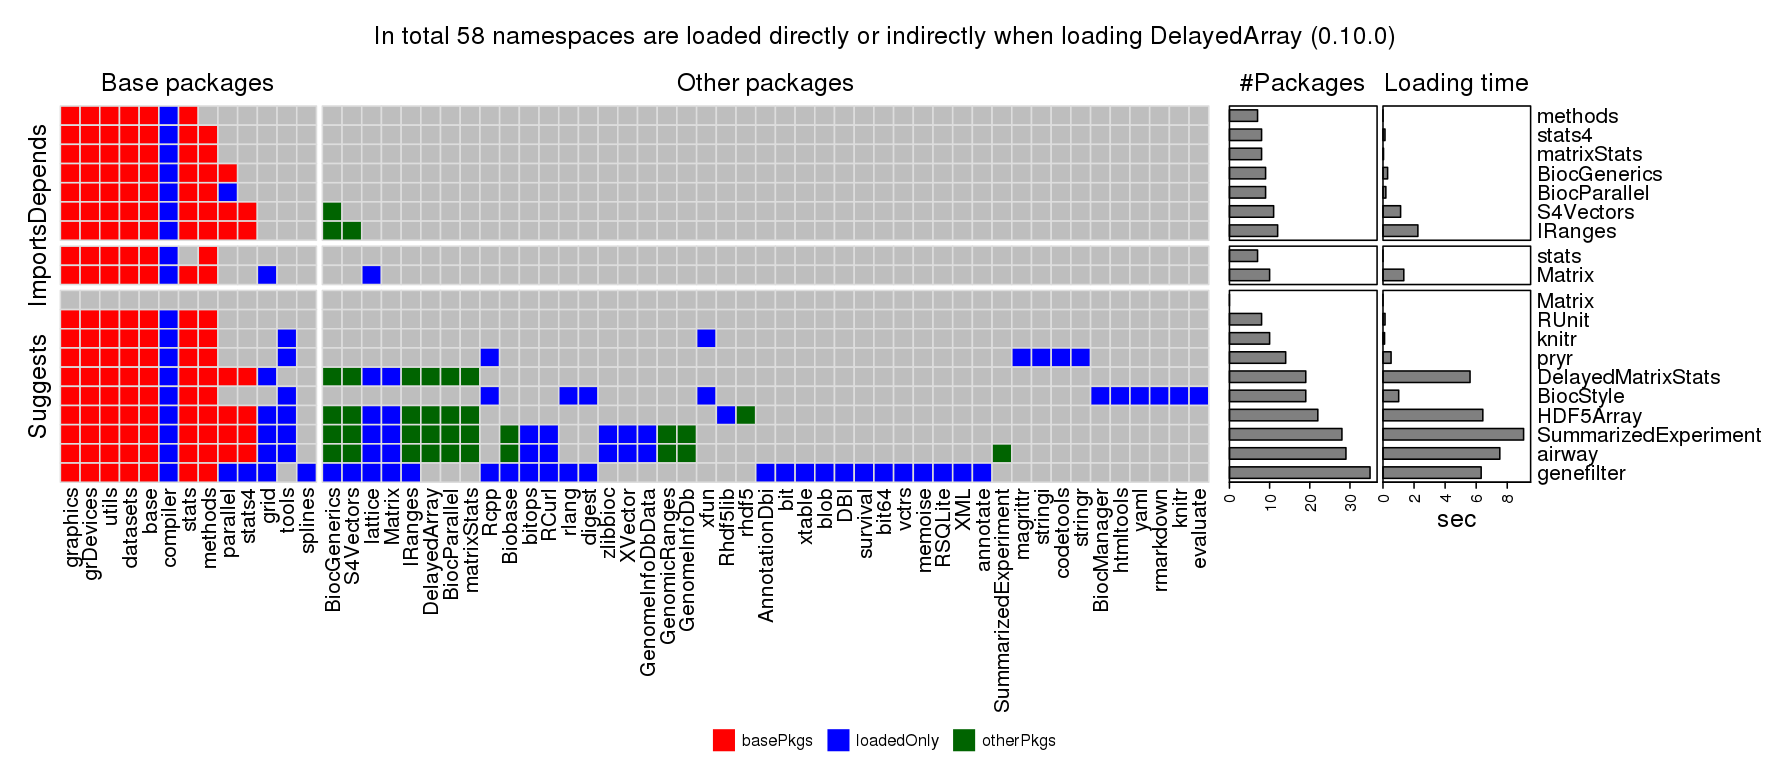 In total 58 namespaces are loaded directly or indirectly when loading DelayedArray (0.10.0)
Base packages
Other packages
#Packages
Loading time
Depends
Imports
Suggests
methods
stats4
matrixStats
BiocGenerics
BiocParallel
S4Vectors
IRanges
stats
Matrix
Matrix
RUnit
knitr
pryr
DelayedMatrixStats
BiocStyle
HDF5Array
SummarizedExperiment
airway
genefilter
graphics
grDevices
utils
datasets
base
compiler
stats
methods
parallel
stats4
grid
tools
splines
BiocGenerics
S4Vectors
lattice
Matrix
IRanges
DelayedArray
BiocParallel
matrixStats
Rcpp
Biobase
bitops
RCurl
rlang
digest
zlibbioc
XVector
GenomeInfoDbData
GenomicRanges
GenomeInfoDb
xfun
Rhdf5lib
rhdf5
AnnotationDbi
bit
xtable
blob
DBI
survival
bit64
vctrs
memoise
RSQLite
XML
annotate
SummarizedExperiment
magrittr
stringi
codetools
stringr
BiocManager
htmltools
yaml
rmarkdown
knitr
evaluate
0 10 20 30
0 2 4 6 8
sec
basePkgs
loadedOnly
otherPkgs